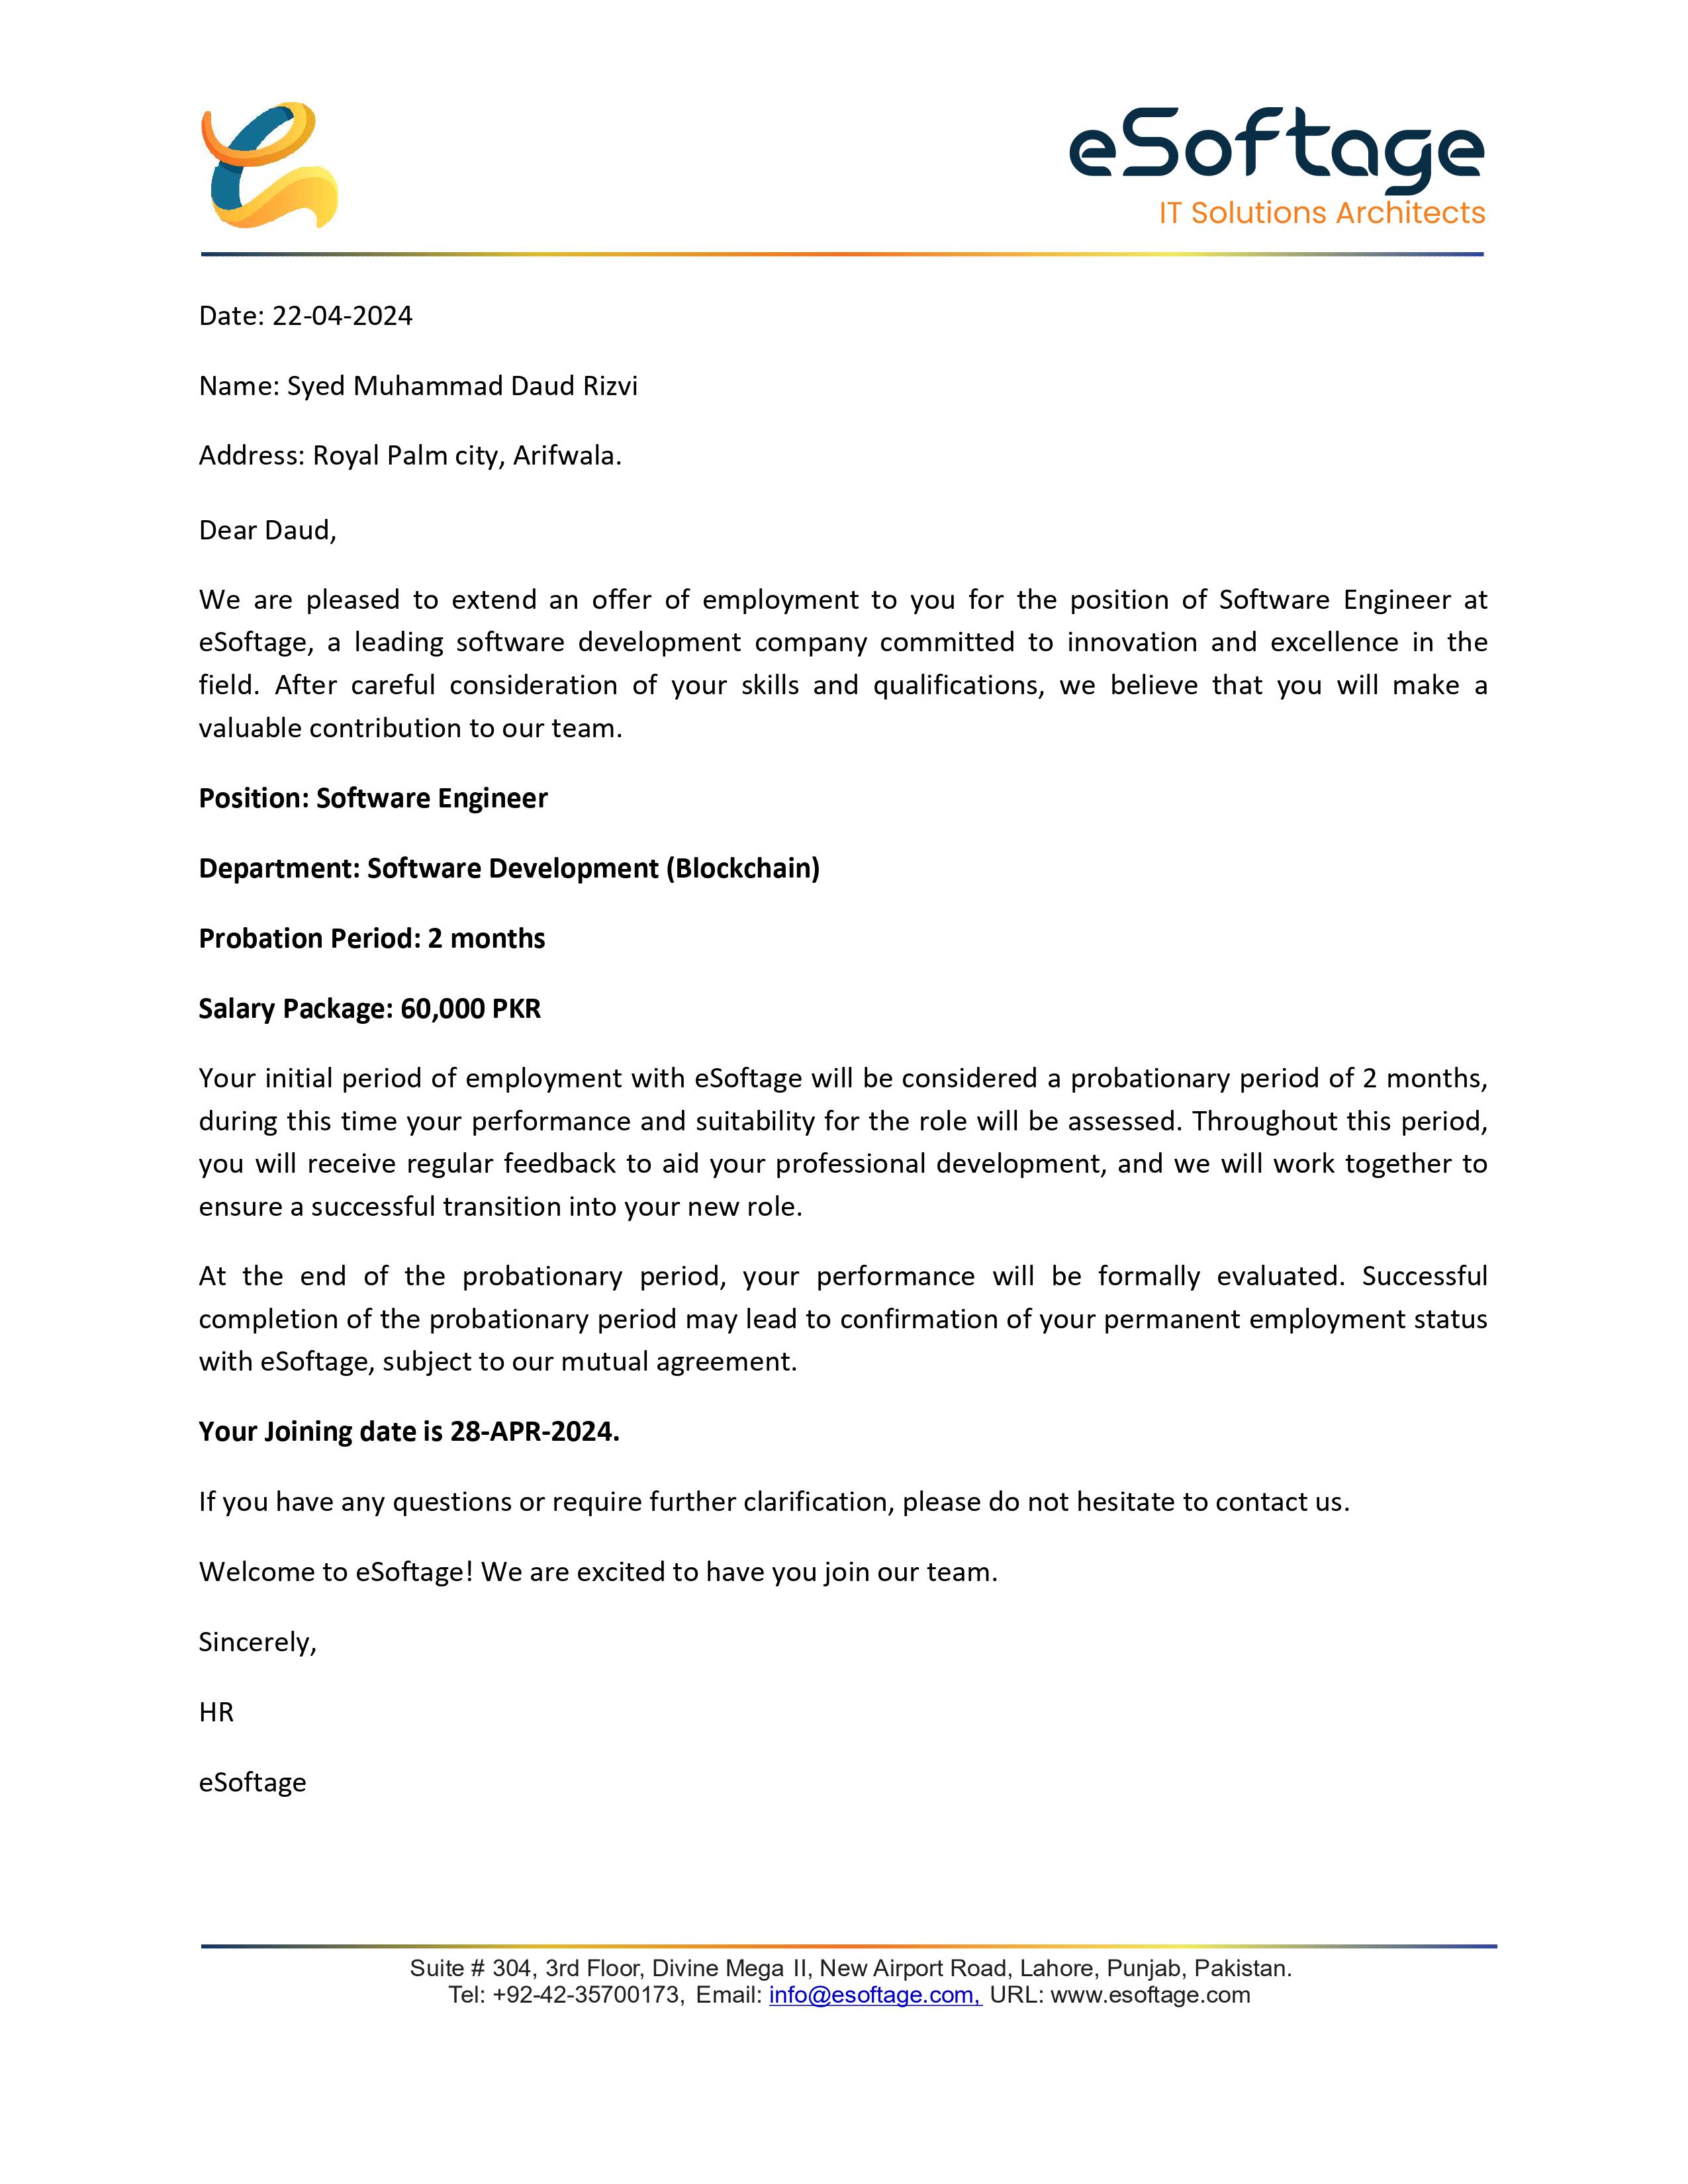 eSoftage
IT Solutions Architects
Date: 22-04-2024
Name: Syed Muhammad Daud Rizvi
Address: Royal Palm city, Arifwala.
Dear Daud,
We are pleased to extend an offer of employment to you for the position of Software Engineer at
eSoftage, a leading software development company committed to innovation and excellence in the
field. After careful consideration of your skills and qualifications, we believe that you will make a
valuable contribution to our team.
Position: Software Engineer
Department: Software Development (Blockchain)
Probation Period: 2 months
Salary Package: 60,000 PKR
Your initial period of employment with eSoftage will be considered a probationary period of 2 months,
during this time your performance and suitability for the role will be assessed. Throughout this period,
you will receive regular feedback to aid your professional development, and we will work together to
ensure a successful transition into your new role.
At the end of the probationary period, your performance will be formally evaluated. Successful
completion of the probationary period may lead to confirmation of your permanent employment status
with eSoftage, subject to our mutual agreement.
Your Joining date is 28-APR-2024.
If you have any questions or require further clarification, please do not hesitate to contact us.
Welcome to eSoftage! We are excited to have you join our team.
Sincerely,
HR
eSoftage
Suite # 304, 3rd Floor, Divine Mega II, New Airport Road, Lahore, Punjab, Pakistan.
Tel: +92-42-35700173, Email: info@esoftage.com, URL: www.esoftage.com